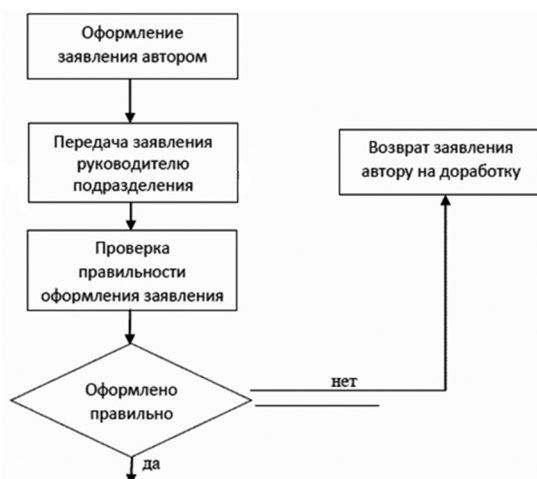 Оформление
заявления автором
Передача заявления
руководителю
подразделения
Возврат заявления
автору на доработку
Проверка
правильности
оформления заявления
Оформлено
правильно
нет
да